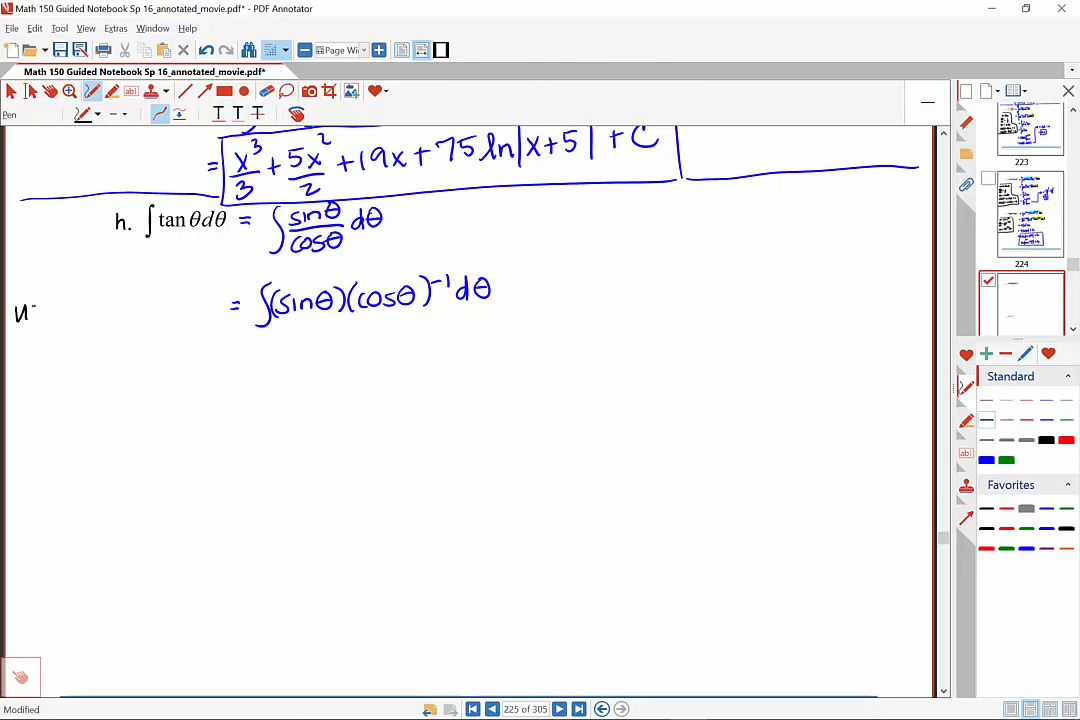 Math 150 Guided Notebook Sp 16_annotated_movie.pdf* - PDF Annotator
File Edit Tool View Extras Window Help
Page Wi
Math 150 Guided Notebook Sp 16_annotated_movie.pdf*
Pen
= x³/3 + 5x²/2 + 19x + 75 ln|x+5| + C
h. ∫ tan θ dθ = ∫ sinθ/cosθ dθ
= ∫(sinθ)(cosθ)⁻¹ dθ
u
223
224
Standard
Favorites
Modified
225 of 305